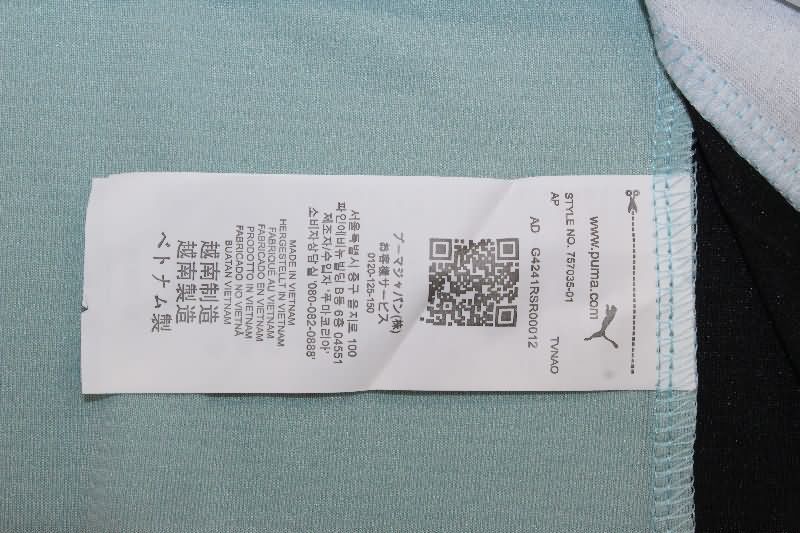 www.puma.com
STYLE NO. 757035-01
AP TVNAO
AD G4241RSR00012
プーマジャパン(株)
お客様サービス
0120-125-150
서울특별시 중구 을지로 100
파인에비뉴빌딩 B동 6층 04551
제조자/수입자 '푸마코리아'
소비자상담실 '080-082-0888'
MADE IN VIETNAM
HERGESTELLT IN VIETNAM
FABRIQUE AU VIETNAM
FABRICADO EN VIETNAM
PRODOTTO IN VIETNAM
FABRICADO NO VIETNÃ
BUATAN VIETNAM
越南制造
越南製造
ベトナム製